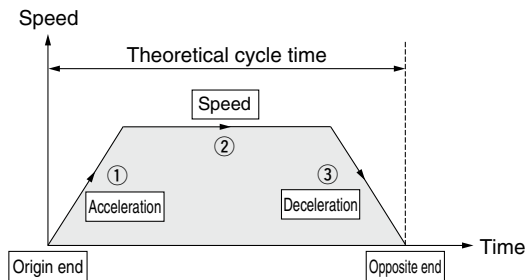 Speed
Theoretical cycle time
Speed
②
①
Acceleration
③
Deceleration
Time
Origin end
Opposite end